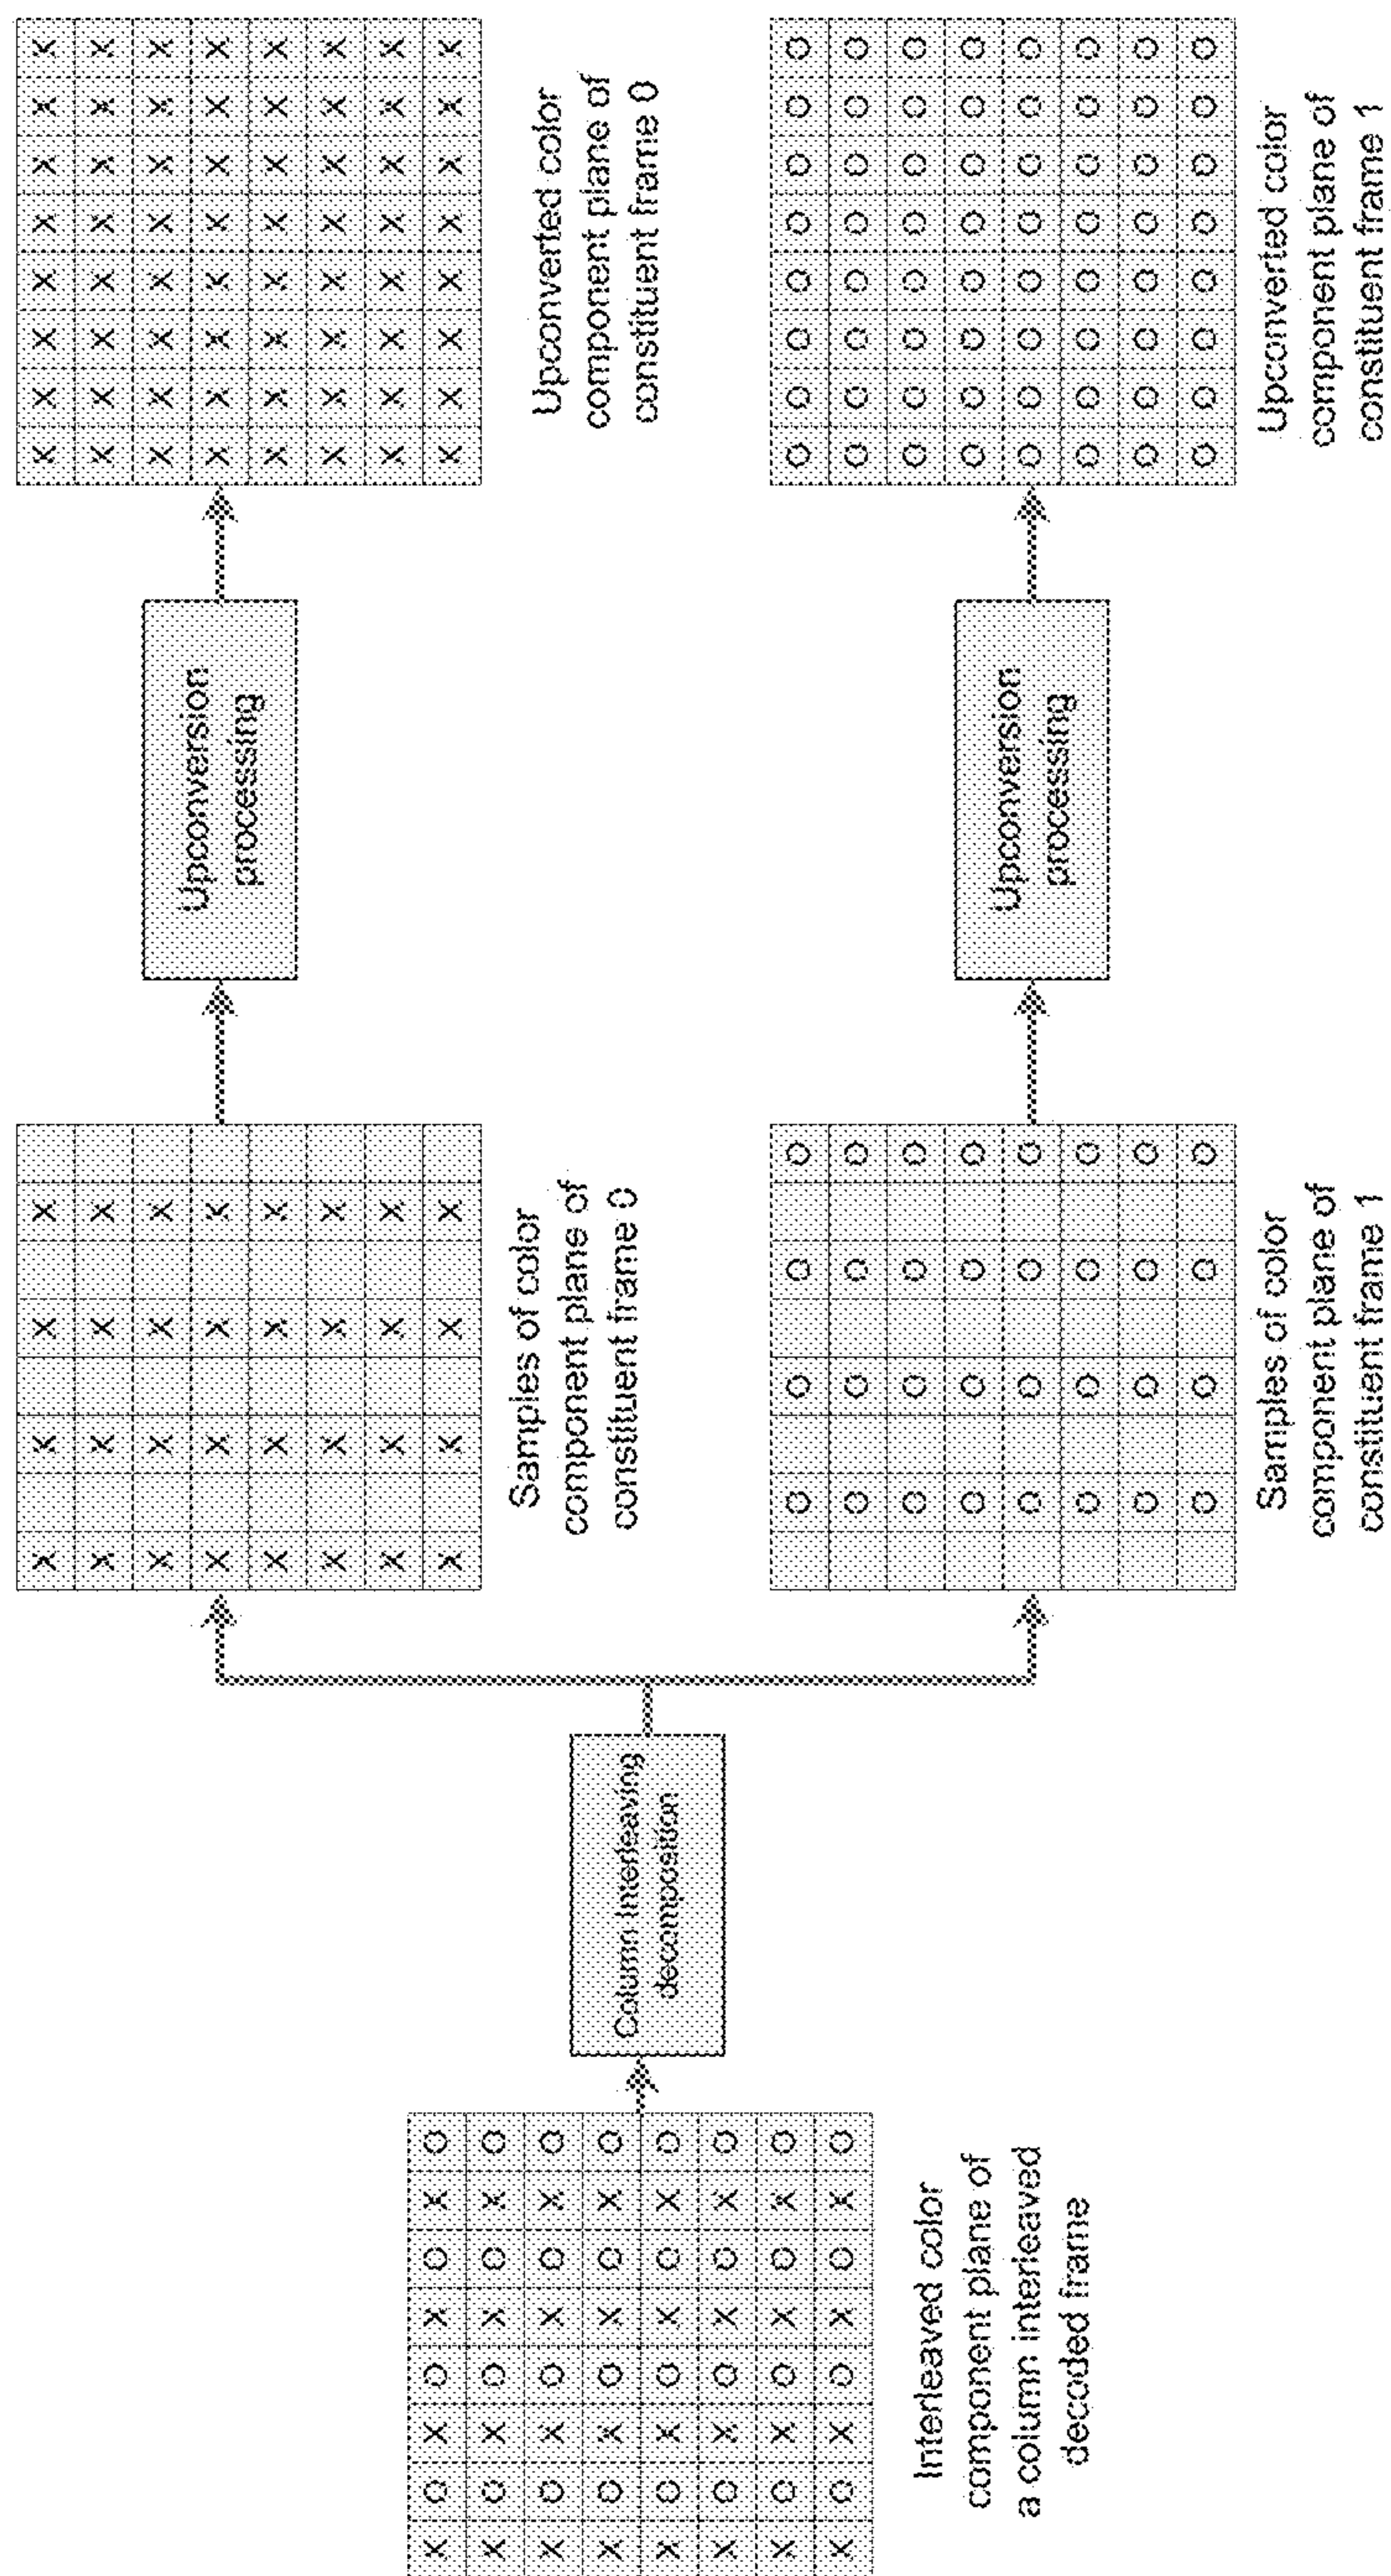 Interleaved color
component plane of
a column interleaved
decoded frame
Column Interleaving
decomposition
Samples of color
component plane of
constituent frame 0
Upconversion
processing
Upconverted color
component plane of
constituent frame 0
Samples of color
component plane of
constituent frame 1
Upconversion
processing
Upconverted color
component plane of
constituent frame 1